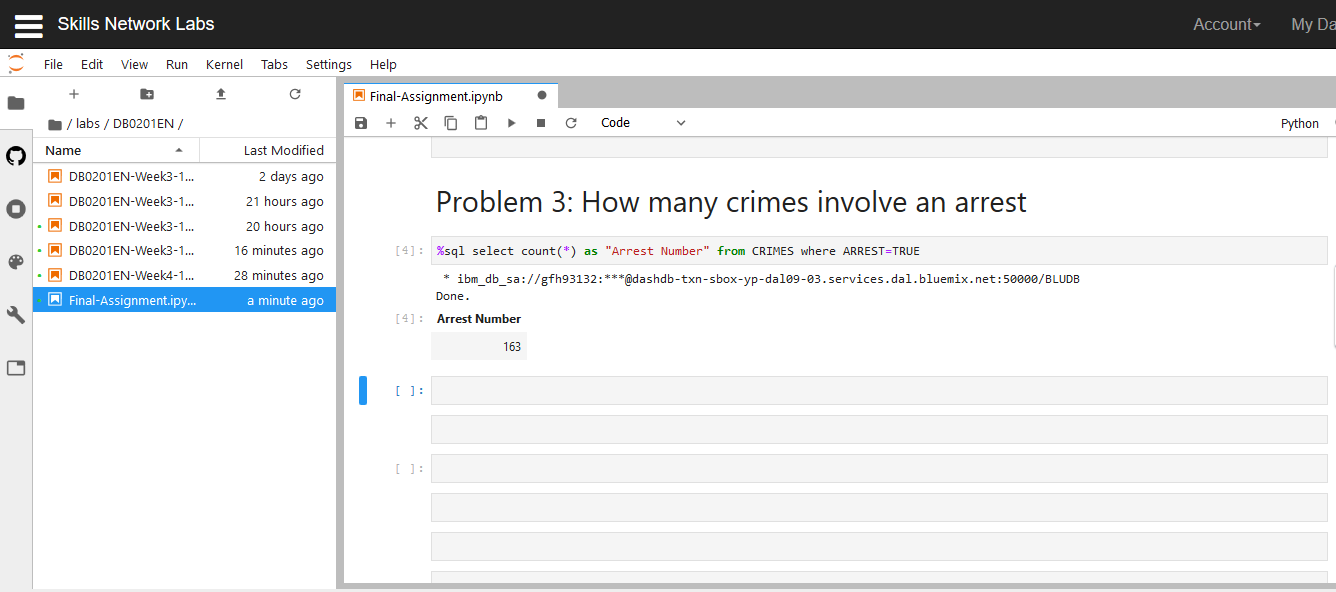 Skills Network Labs
Account
My Da
File Edit View Run Kernel Tabs Settings Help
Final-Assignment.ipynb
/ labs / DB0201EN /
Code
Python
Name Last Modified
DB0201EN-Week3-1... 2 days ago
DB0201EN-Week3-1... 21 hours ago
DB0201EN-Week3-1... 20 hours ago
DB0201EN-Week3-1... 16 minutes ago
DB0201EN-Week4-1... 28 minutes ago
Final-Assignment.ipy... a minute ago
Problem 3: How many crimes involve an arrest
[4]: %sql select count(*) as "Arrest Number" from CRIMES where ARREST=TRUE
* ibm_db_sa://gfh93132:***@dashdb-txn-sbox-yp-dal09-03.services.dal.bluemix.net:50000/BLUDB
Done.
[4]: Arrest Number
163
[ ]:
[ ]: